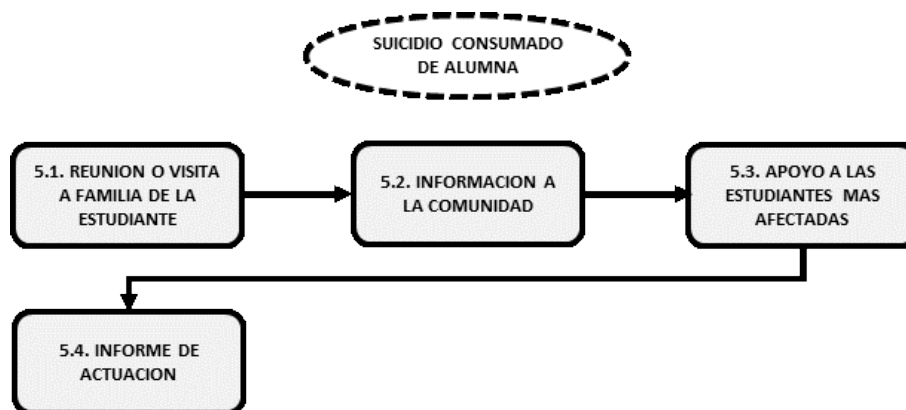 SUICIDIO CONSUMADO
DE ALUMNA
5.1. REUNION O VISITA
A FAMILIA DE LA
ESTUDIANTE
5.2. INFORMACION A
LA COMUNIDAD
5.3. APOYO A LAS
ESTUDIANTES MAS
AFECTADAS
5.4. INFORME DE
ACTUACION